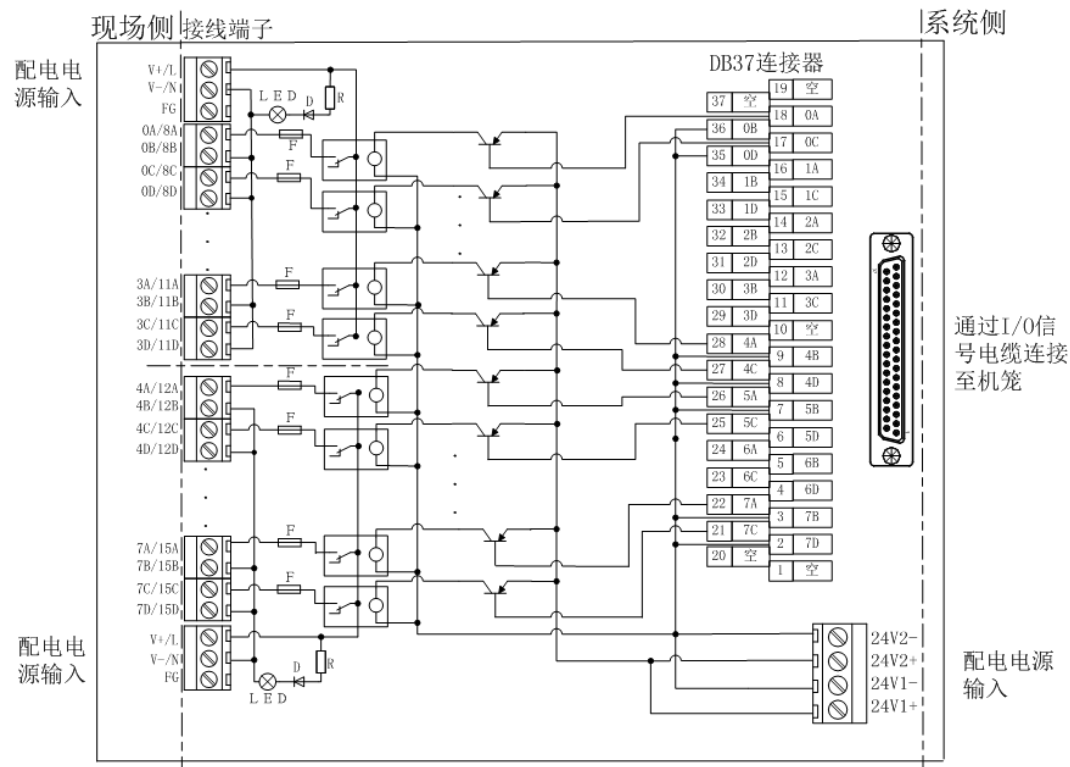 现场侧
接线端子
系统侧
配电电
源输入
V+/L
V-/N
FG
LED
D
R
0A/8A
0B/8B
0C/8C
0D/8D
F
F
3A/11A
3B/11B
3C/11C
3D/11D
F
F
4A/12A
4B/12B
4C/12C
4D/12D
F
F
7A/15A
7B/15B
7C/15C
7D/15D
F
F
配电电
源输入
V+/L
V-/N
FG
LED
D
R
DB37连接器
19 空
37 空
18 0A
36 0B
17 0C
35 0D
16 1A
34 1B
15 1C
33 1D
14 2A
32 2B
13 2C
31 2D
12 3A
30 3B
11 3C
29 3D
10 空
28 4A
9 4B
27 4C
8 4D
26 5A
7 5B
25 5C
6 5D
24 6A
5 6B
23 6C
4 6D
22 7A
3 7B
21 7C
2 7D
20 空
1 空
通过I/O信
号电缆连接
至机笼
24V2-
24V2+
24V1-
24V1+
配电电源
输入